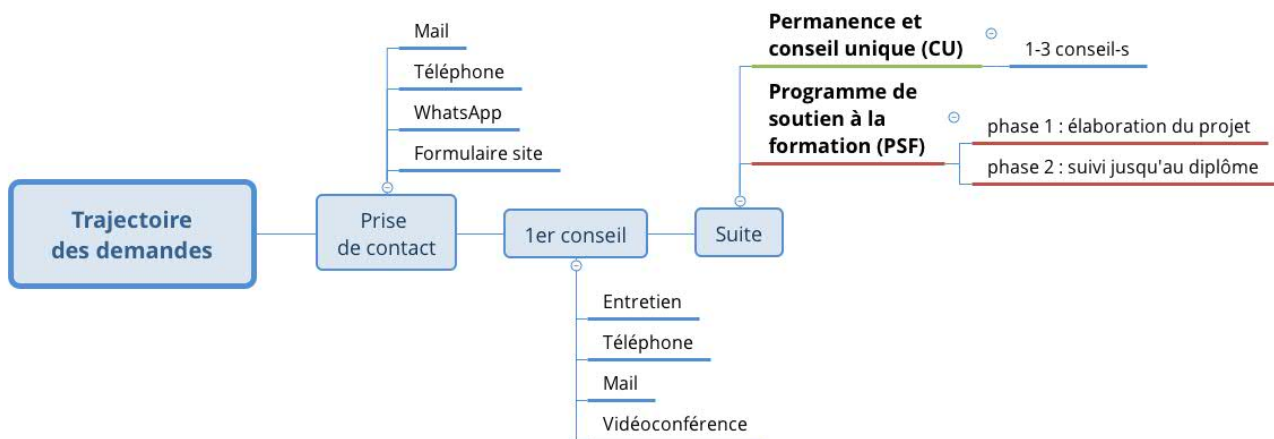 Trajectoire
des demandes
Prise
de contact
Mail
Téléphone
WhatsApp
Formulaire site
1er conseil
Entretien
Téléphone
Mail
Vidéoconférence
Suite
Permanence et
conseil unique (CU)
1-3 conseil-s
Programme de
soutien à la
formation (PSF)
phase 1 : élaboration du projet
phase 2 : suivi jusqu'au diplôme